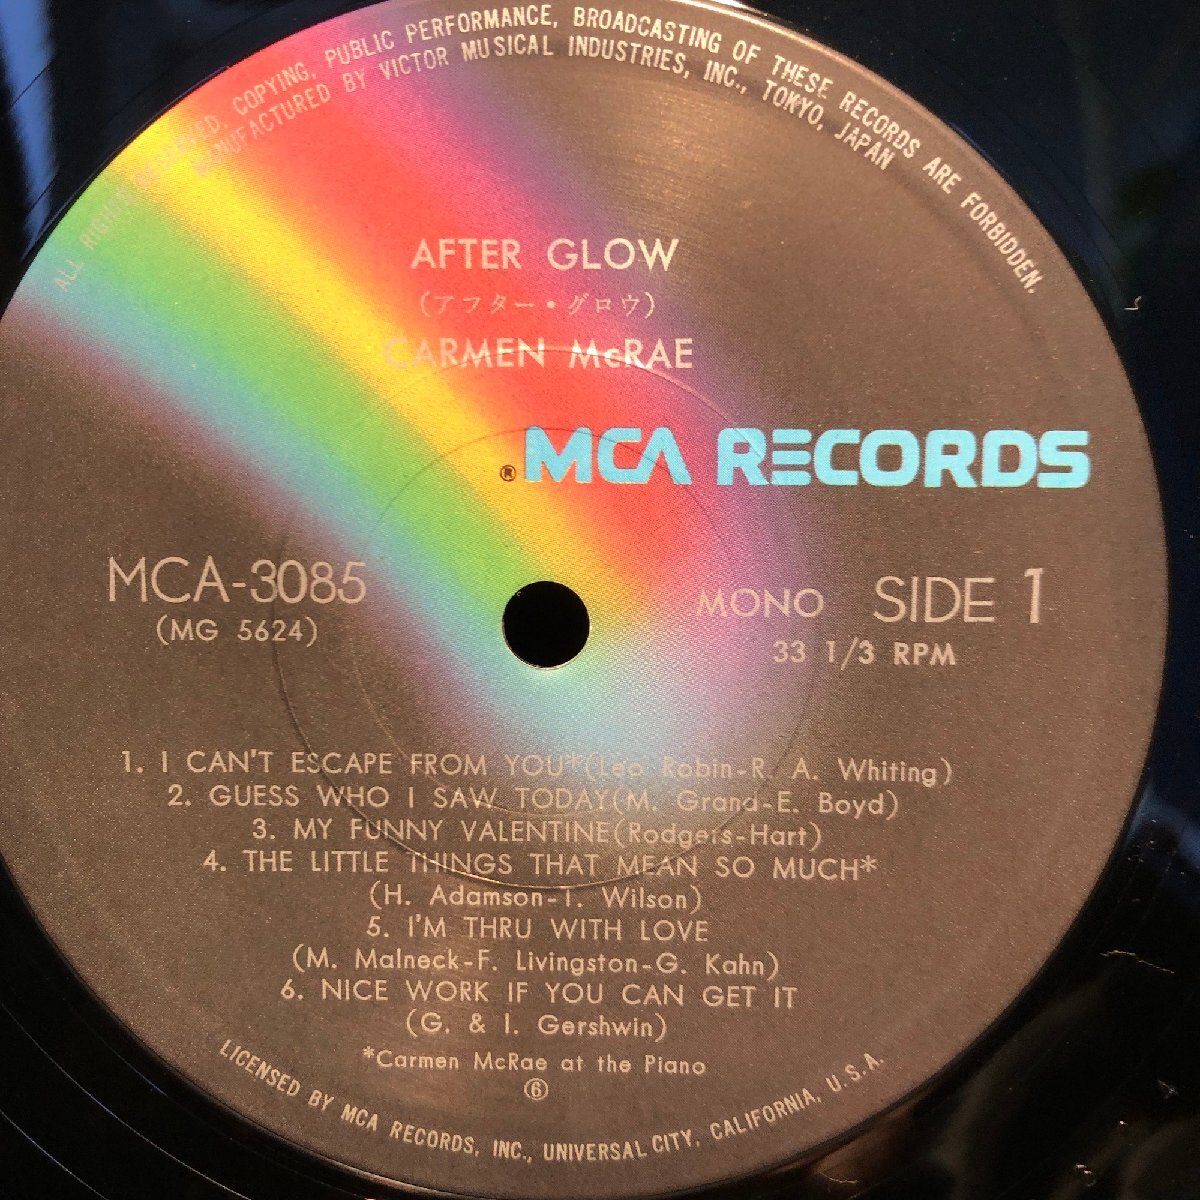 ALL RIGHTS RESERVED, COPYING, PUBLIC PERFORMANCE, BROADCASTING OF THESE RECORDS ARE FORBIDDEN.
MANUFACTURED BY VICTOR MUSICAL INDUSTRIES, INC., TOKYO, JAPAN
AFTER GLOW
(アフター・グロウ)
CARMEN McRAE
® MCA RECORDS
MCA-3085
(MG 5624)
MONO SIDE 1
33 1/3 RPM
1. I CAN'T ESCAPE FROM YOU*(Leo Robin-R. A. Whiting)
2. GUESS WHO I SAW TODAY(M. Grand-E. Boyd)
3. MY FUNNY VALENTINE(Rodgers-Hart)
4. THE LITTLE THINGS THAT MEAN SO MUCH*
(H. Adamson-T. Wilson)
5. I'M THRU WITH LOVE
(M. Malneck-F. Livingston-G. Kahn)
6. NICE WORK IF YOU CAN GET IT
(G. & I. Gershwin)
*Carmen McRae at the Piano
⑥
LICENSED BY MCA RECORDS, INC., UNIVERSAL CITY, CALIFORNIA, U.S.A.